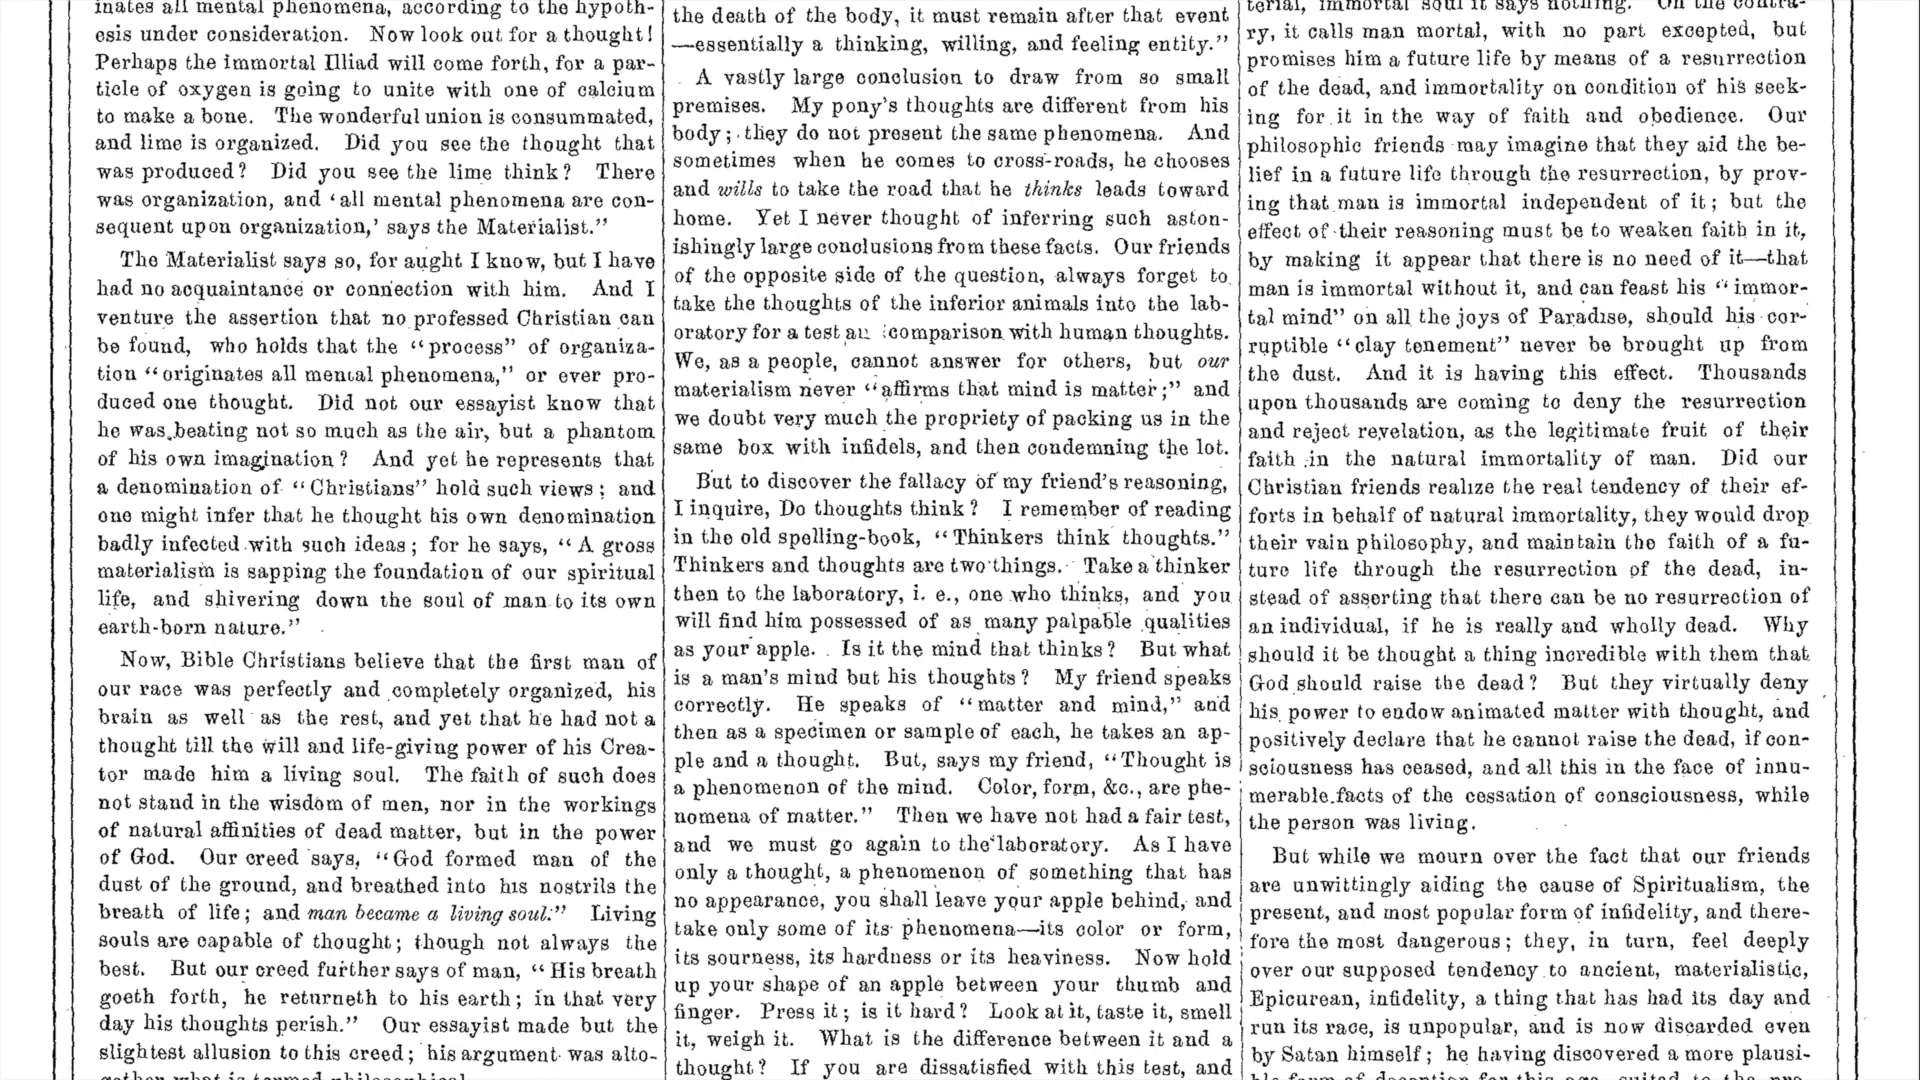 inates all mental phenomena, according to the hypoth-
esis under consideration. Now look out for a thought!
Perhaps the immortal Illiad will come forth, for a par-
ticle of oxygen is going to unite with one of calcium
to make a bone. The wonderful union is consummated,
and lime is organized. Did you see the thought that
was produced? Did you see the lime think? There
was organization, and ‘all mental phenomena are con-
sequent upon organization,’ says the Materialist.”
The Materialist says so, for aught I know, but I have
had no acquaintance or connection with him. And I
venture the assertion that no professed Christian can
be found, who holds that the “process” of organiza-
tion “originates all mental phenomena,” or ever pro-
duced one thought. Did not our essayist know that
he was beating not so much as the air, but a phantom
of his own imagination? And yet he represents that
a denomination of “Christians” hold such views; and
one might infer that he thought his own denomination
badly infected with such ideas; for he says, “A gross
materialism is sapping the foundation of our spiritual
life, and shivering down the soul of man to its own
earth-born nature.”
Now, Bible Christians believe that the first man of
our race was perfectly and completely organized, his
brain as well as the rest, and yet that he had not a
thought till the will and life-giving power of his Crea-
tor made him a living soul. The faith of such does
not stand in the wisdom of men, nor in the workings
of natural affinities of dead matter, but in the power
of God. Our creed says, “God formed man of the
dust of the ground, and breathed into his nostrils the
breath of life; and man became a living soul.” Living
souls are capable of thought; though not always the
best. But our creed further says of man, “His breath
goeth forth, he returneth to his earth; in that very
day his thoughts perish.” Our essayist made but the
slightest allusion to this creed; his argument was alto-
gether what is termed philosophical.
the death of the body, it must remain after that event
—essentially a thinking, willing, and feeling entity.”
A vastly large conclusion to draw from so small
premises. My pony’s thoughts are different from his
body; they do not present the same phenomena. And
sometimes when he comes to cross-roads, he chooses
and wills to take the road that he thinks leads toward
home. Yet I never thought of inferring such aston-
ishingly large conclusions from these facts. Our friends
of the opposite side of the question, always forget to
take the thoughts of the inferior animals into the lab-
oratory for a test comparison with human thoughts.
We, as a people, cannot answer for others, but our
materialism never “affirms that mind is matter;” and
we doubt very much the propriety of packing us in the
same box with infidels, and then condemning the lot.
But to discover the fallacy of my friend’s reasoning,
I inquire, Do thoughts think? I remember of reading
in the old spelling-book, “Thinkers think thoughts.”
Thinkers and thoughts are two things. Take a thinker
then to the laboratory, i. e., one who thinks, and you
will find him possessed of as many palpable qualities
as your apple. Is it the mind that thinks? But what
is a man’s mind but his thoughts? My friend speaks
correctly. He speaks of “matter and mind,” and
then as a specimen or sample of each, he takes an ap-
ple and a thought. But, says my friend, “Thought is
a phenomenon of the mind. Color, form, &c., are phe-
nomena of matter.” Then we have not had a fair test,
and we must go again to the laboratory. As I have
only a thought, a phenomenon of something that has
no appearance, you shall leave your apple behind, and
take only some of its phenomena—its color or form,
its sourness, its hardness or its heaviness. Now hold
up your shape of an apple between your thumb and
finger. Press it; is it hard? Look at it, taste it, smell
it, weigh it. What is the difference between it and a
thought? If you are dissatisfied with this test, and
terial, immortal soul it says nothing. On the contra-
ry, it calls man mortal, with no part excepted, but
promises him a future life by means of a resurrection
of the dead, and immortality on condition of his seek-
ing for it in the way of faith and obedience. Our
philosophic friends may imagine that they aid the be-
lief in a future life through the resurrection, by prov-
ing that man is immortal independent of it; but the
effect of their reasoning must be to weaken faith in it,
by making it appear that there is no need of it—that
man is immortal without it, and can feast his “immor-
tal mind” on all the joys of Paradise, should his cor-
ruptible “clay tenement” never be brought up from
the dust. And it is having this effect. Thousands
upon thousands are coming to deny the resurrection
and reject revelation, as the legitimate fruit of their
faith in the natural immortality of man. Did our
Christian friends realize the real tendency of their ef-
forts in behalf of natural immortality, they would drop
their vain philosophy, and maintain the faith of a fu-
ture life through the resurrection of the dead, in-
stead of asserting that there can be no resurrection of
an individual, if he is really and wholly dead. Why
should it be thought a thing incredible with them that
God should raise the dead? But they virtually deny
his power to endow animated matter with thought, and
positively declare that he cannot raise the dead, if con-
sciousness has ceased, and all this in the face of innu-
merable facts of the cessation of consciousness, while
the person was living.
But while we mourn over the fact that our friends
are unwittingly aiding the cause of Spiritualism, the
present, and most popular form of infidelity, and there-
fore the most dangerous; they, in turn, feel deeply
over our supposed tendency to ancient, materialistic,
Epicurean, infidelity, a thing that has had its day and
run its race, is unpopular, and is now discarded even
by Satan himself; he having discovered a more plausi-